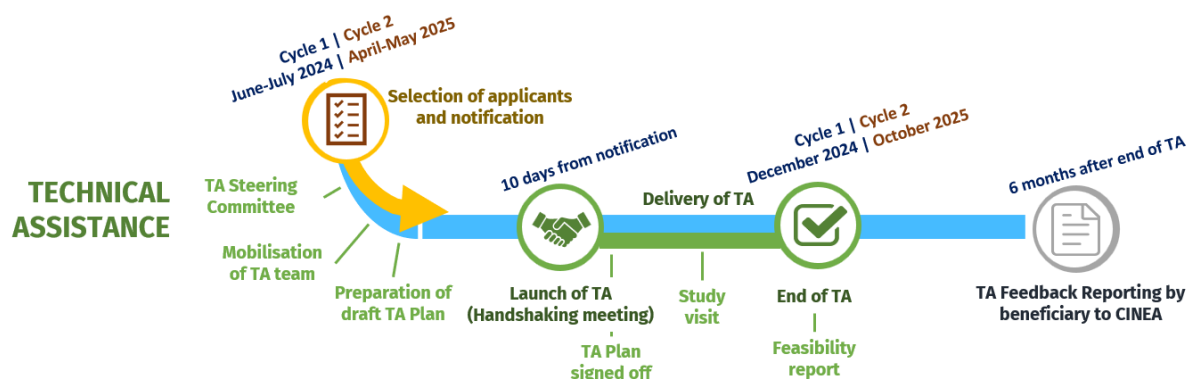 Cycle 1 | Cycle 2
June-July 2024 | April-May 2025
Selection of applicants
and notification
TECHNICAL
ASSISTANCE
TA Steering
Committee
Mobilisation
of TA team
Preparation of
draft TA Plan
10 days from notification
Launch of TA
(Handshaking meeting)
TA Plan
signed off
Delivery of TA
Study
visit
Cycle 1 | Cycle 2
December 2024 | October 2025
End of TA
Feasibility
report
6 months after end of TA
TA Feedback Reporting by
beneficiary to CINEA